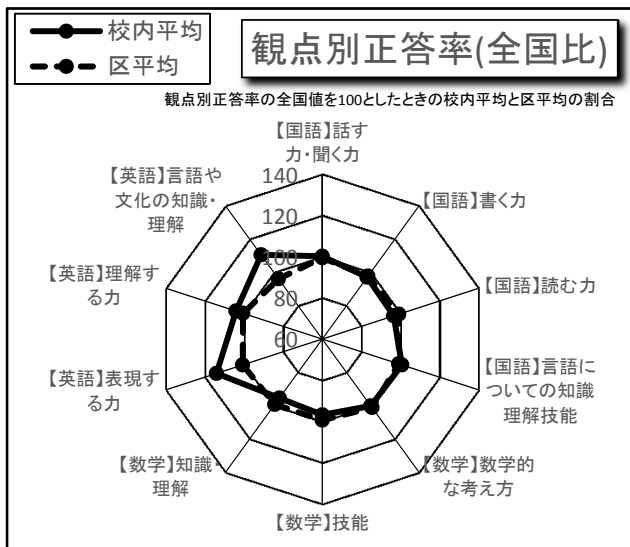 校内平均
区平均
観点別正答率(全国比)
観点別正答率の全国値を100としたときの校内平均と区平均の割合
【国語】話す
力・聞く力
【国語】書く力
【国語】読む力
【国語】言語に
ついての知識
理解技能
【数学】数学的
な考え方
【数学】技能
【数学】知識・
理解
【英語】表現す
る力
【英語】理解す
る力
【英語】言語や
文化の知識・
理解
140
120
100
80
60